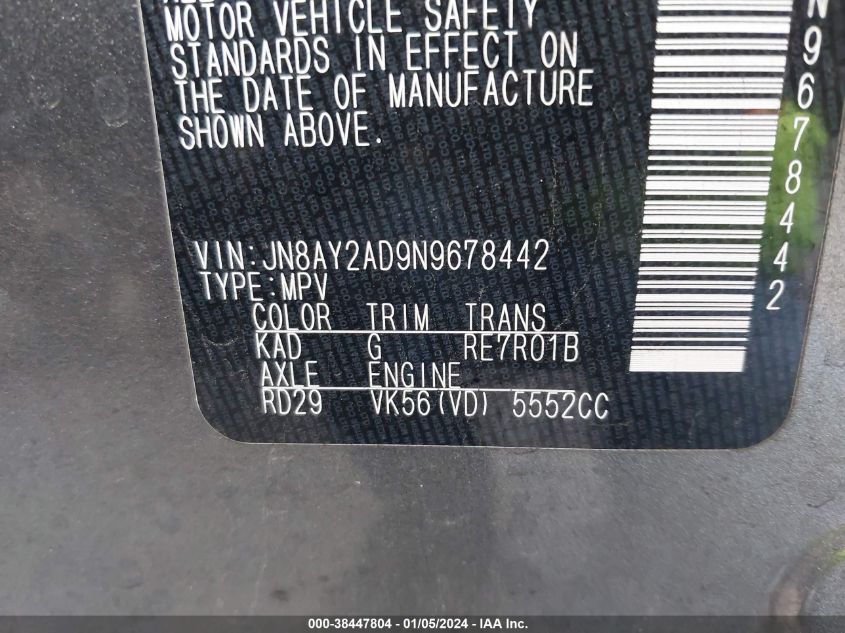 MOTOR VEHICLE SAFETY
STANDARDS IN EFFECT ON
THE DATE OF MANUFACTURE
SHOWN ABOVE.
VIN:JN8AY2AD9N9678442
TYPE:MPV
COLOR TRIM TRANS
KAD G RE7R01B
AXLE ENGINE
RD29 VK56(VD) 5552CC
N9678442
000-38447804 - 01/05/2024 - IAA Inc.